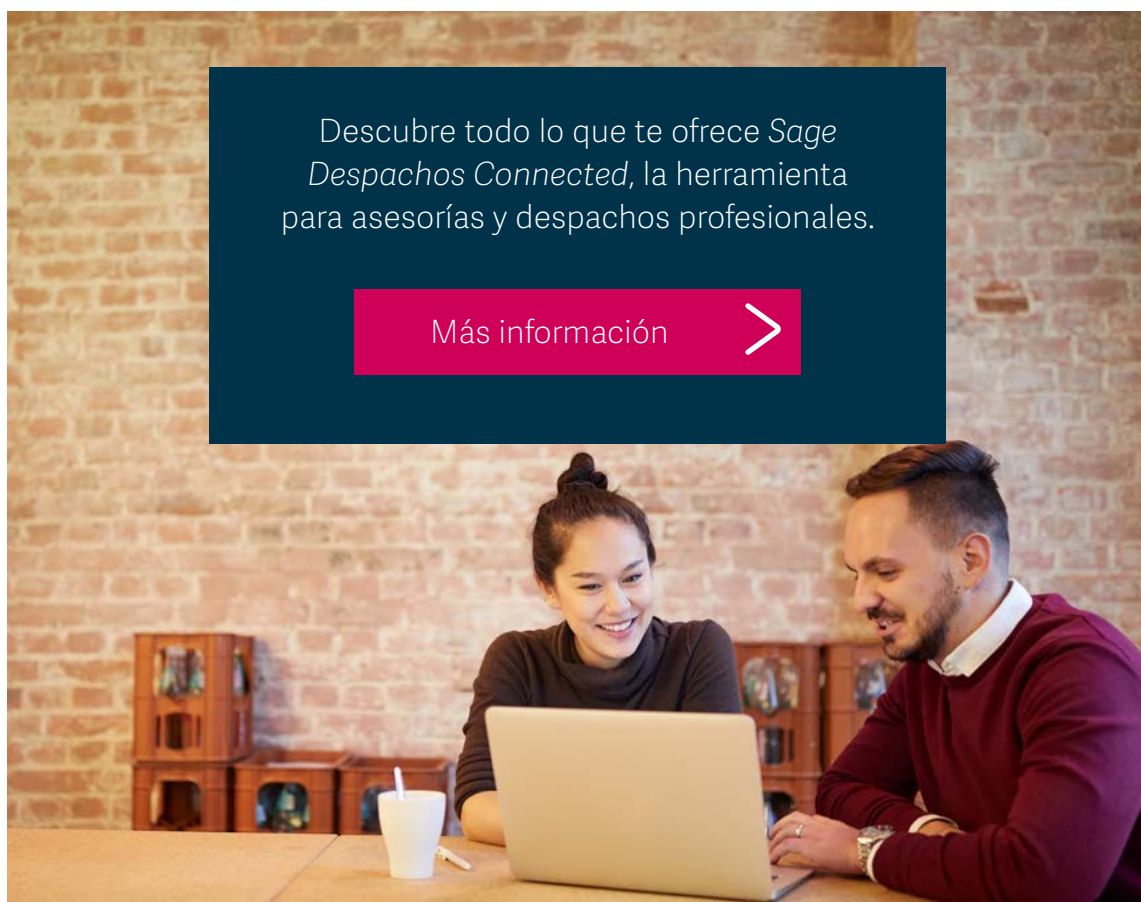 Descubre todo lo que te ofrece Sage
Despachos Connected, la herramienta
para asesorías y despachos profesionales.
Más información